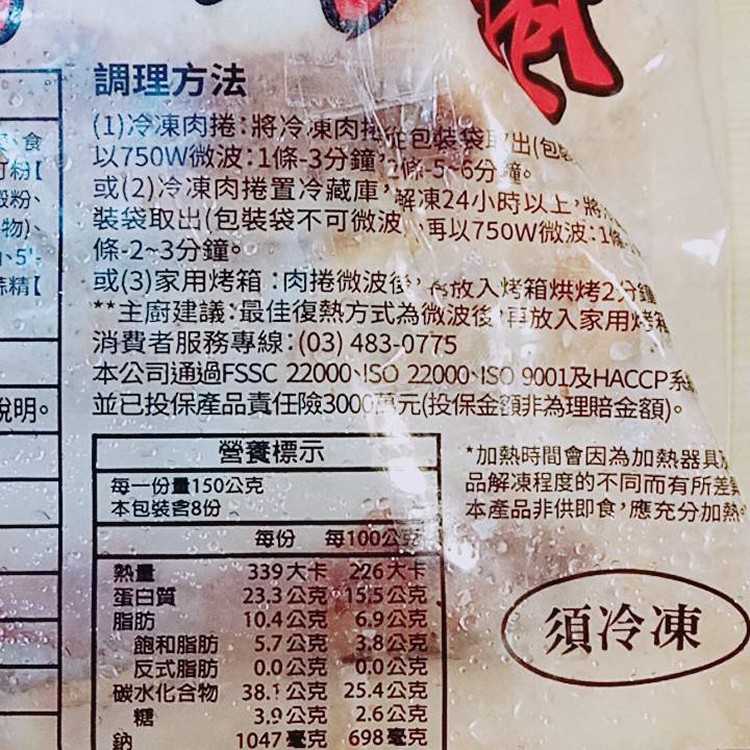 調理方法
(1)冷凍肉捲:將冷凍肉捲從包裝袋取出(包裝
以750W微波:1條-3分鐘,2條-5~6分鐘。
或(2)冷凍肉捲置冷藏庫,解凍24小時以上,將
裝袋取出(包裝袋不可微波),再以750W微波:1條
條-2~3分鐘。
或(3)家用烤箱:肉捲微波後,再放入烤箱烘烤2分鐘
**主廚建議:最佳復熱方式為微波後,再放入家用烤箱
消費者服務專線:(03) 483-0775
本公司通過FSSC 22000、ISO 22000、ISO 9001及HACCP系
並已投保產品責任險3000萬元(投保金額非為理賠金額)。
、食
粉【
粉、
物)、
、5'-
精【
說明。
營養標示
每一份量150公克
本包裝含8份
每份 每100公克
熱量 339大卡 226大卡
蛋白質 23.3公克 15.5公克
脂肪 10.4公克 6.9公克
飽和脂肪 5.7公克 3.8公克
反式脂肪 0.0公克 0.0公克
碳水化合物 38.1公克 25.4公克
糖 3.9公克 2.6公克
鈉 1047毫克 698毫克
*加熱時間會因為加熱器具及
品解凍程度的不同而有所差異
本產品非供即食,應充分加熱。
須冷凍